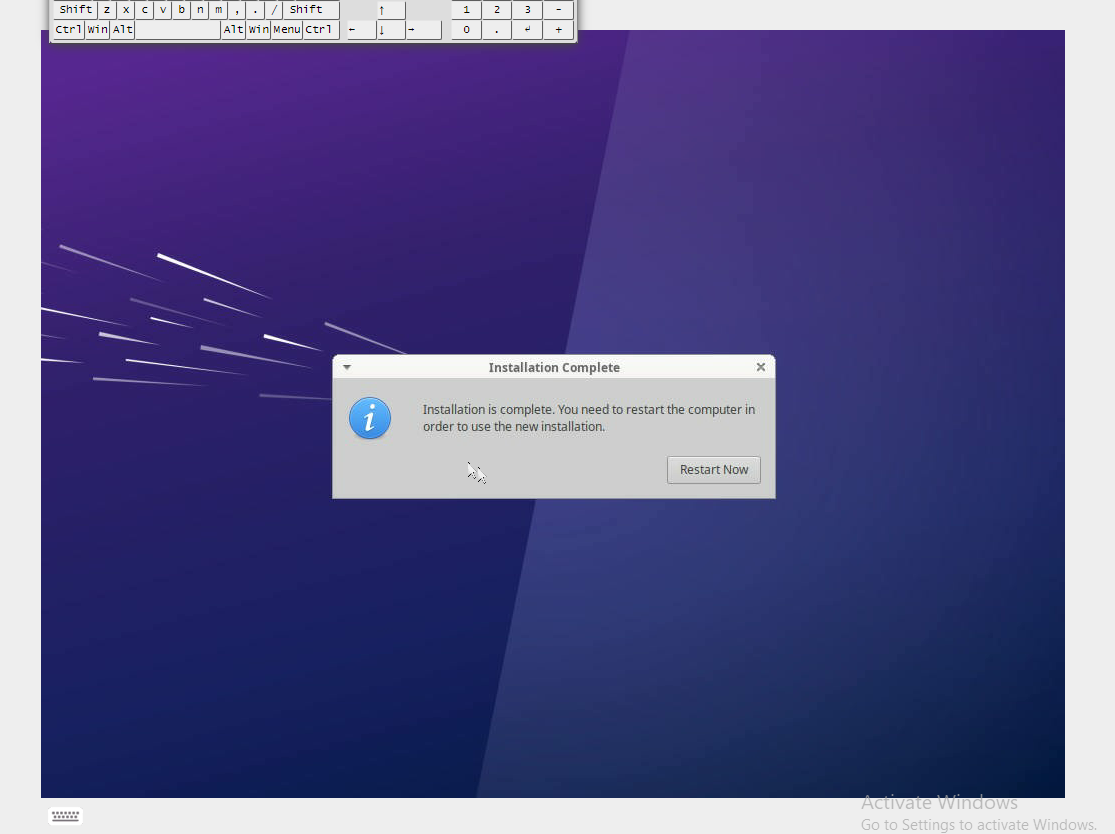 Shift z x c v b n m , . / Shift ↑ 1 2 3 -
Ctrl Win Alt Alt Win Menu Ctrl ← ↓ → 0 . ↵ +
Installation Complete
Installation is complete. You need to restart the computer in
order to use the new installation.
Restart Now
Activate Windows
Go to Settings to activate Windows.